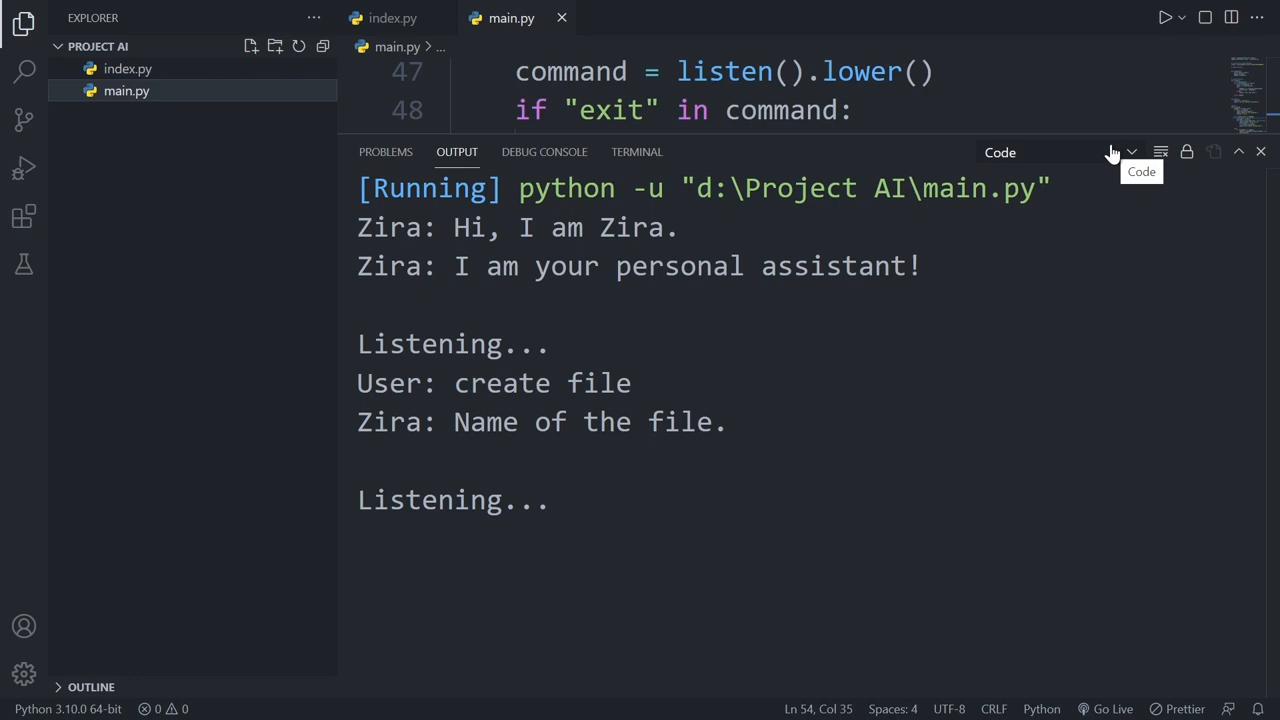 EXPLORER
PROJECT AI
index.py
main.py
OUTLINE
index.py
main.py
main.py > ...
47 command = listen().lower()
48 if "exit" in command:
PROBLEMS OUTPUT DEBUG CONSOLE TERMINAL
Code
Code
[Running] python -u "d:\Project AI\main.py"
Zira: Hi, I am Zira.
Zira: I am your personal assistant!
Listening...
User: create file
Zira: Name of the file.
Listening...
Python 3.10.0 64-bit 0 0 Ln 54, Col 35 Spaces: 4 UTF-8 CRLF Python Go Live Prettier